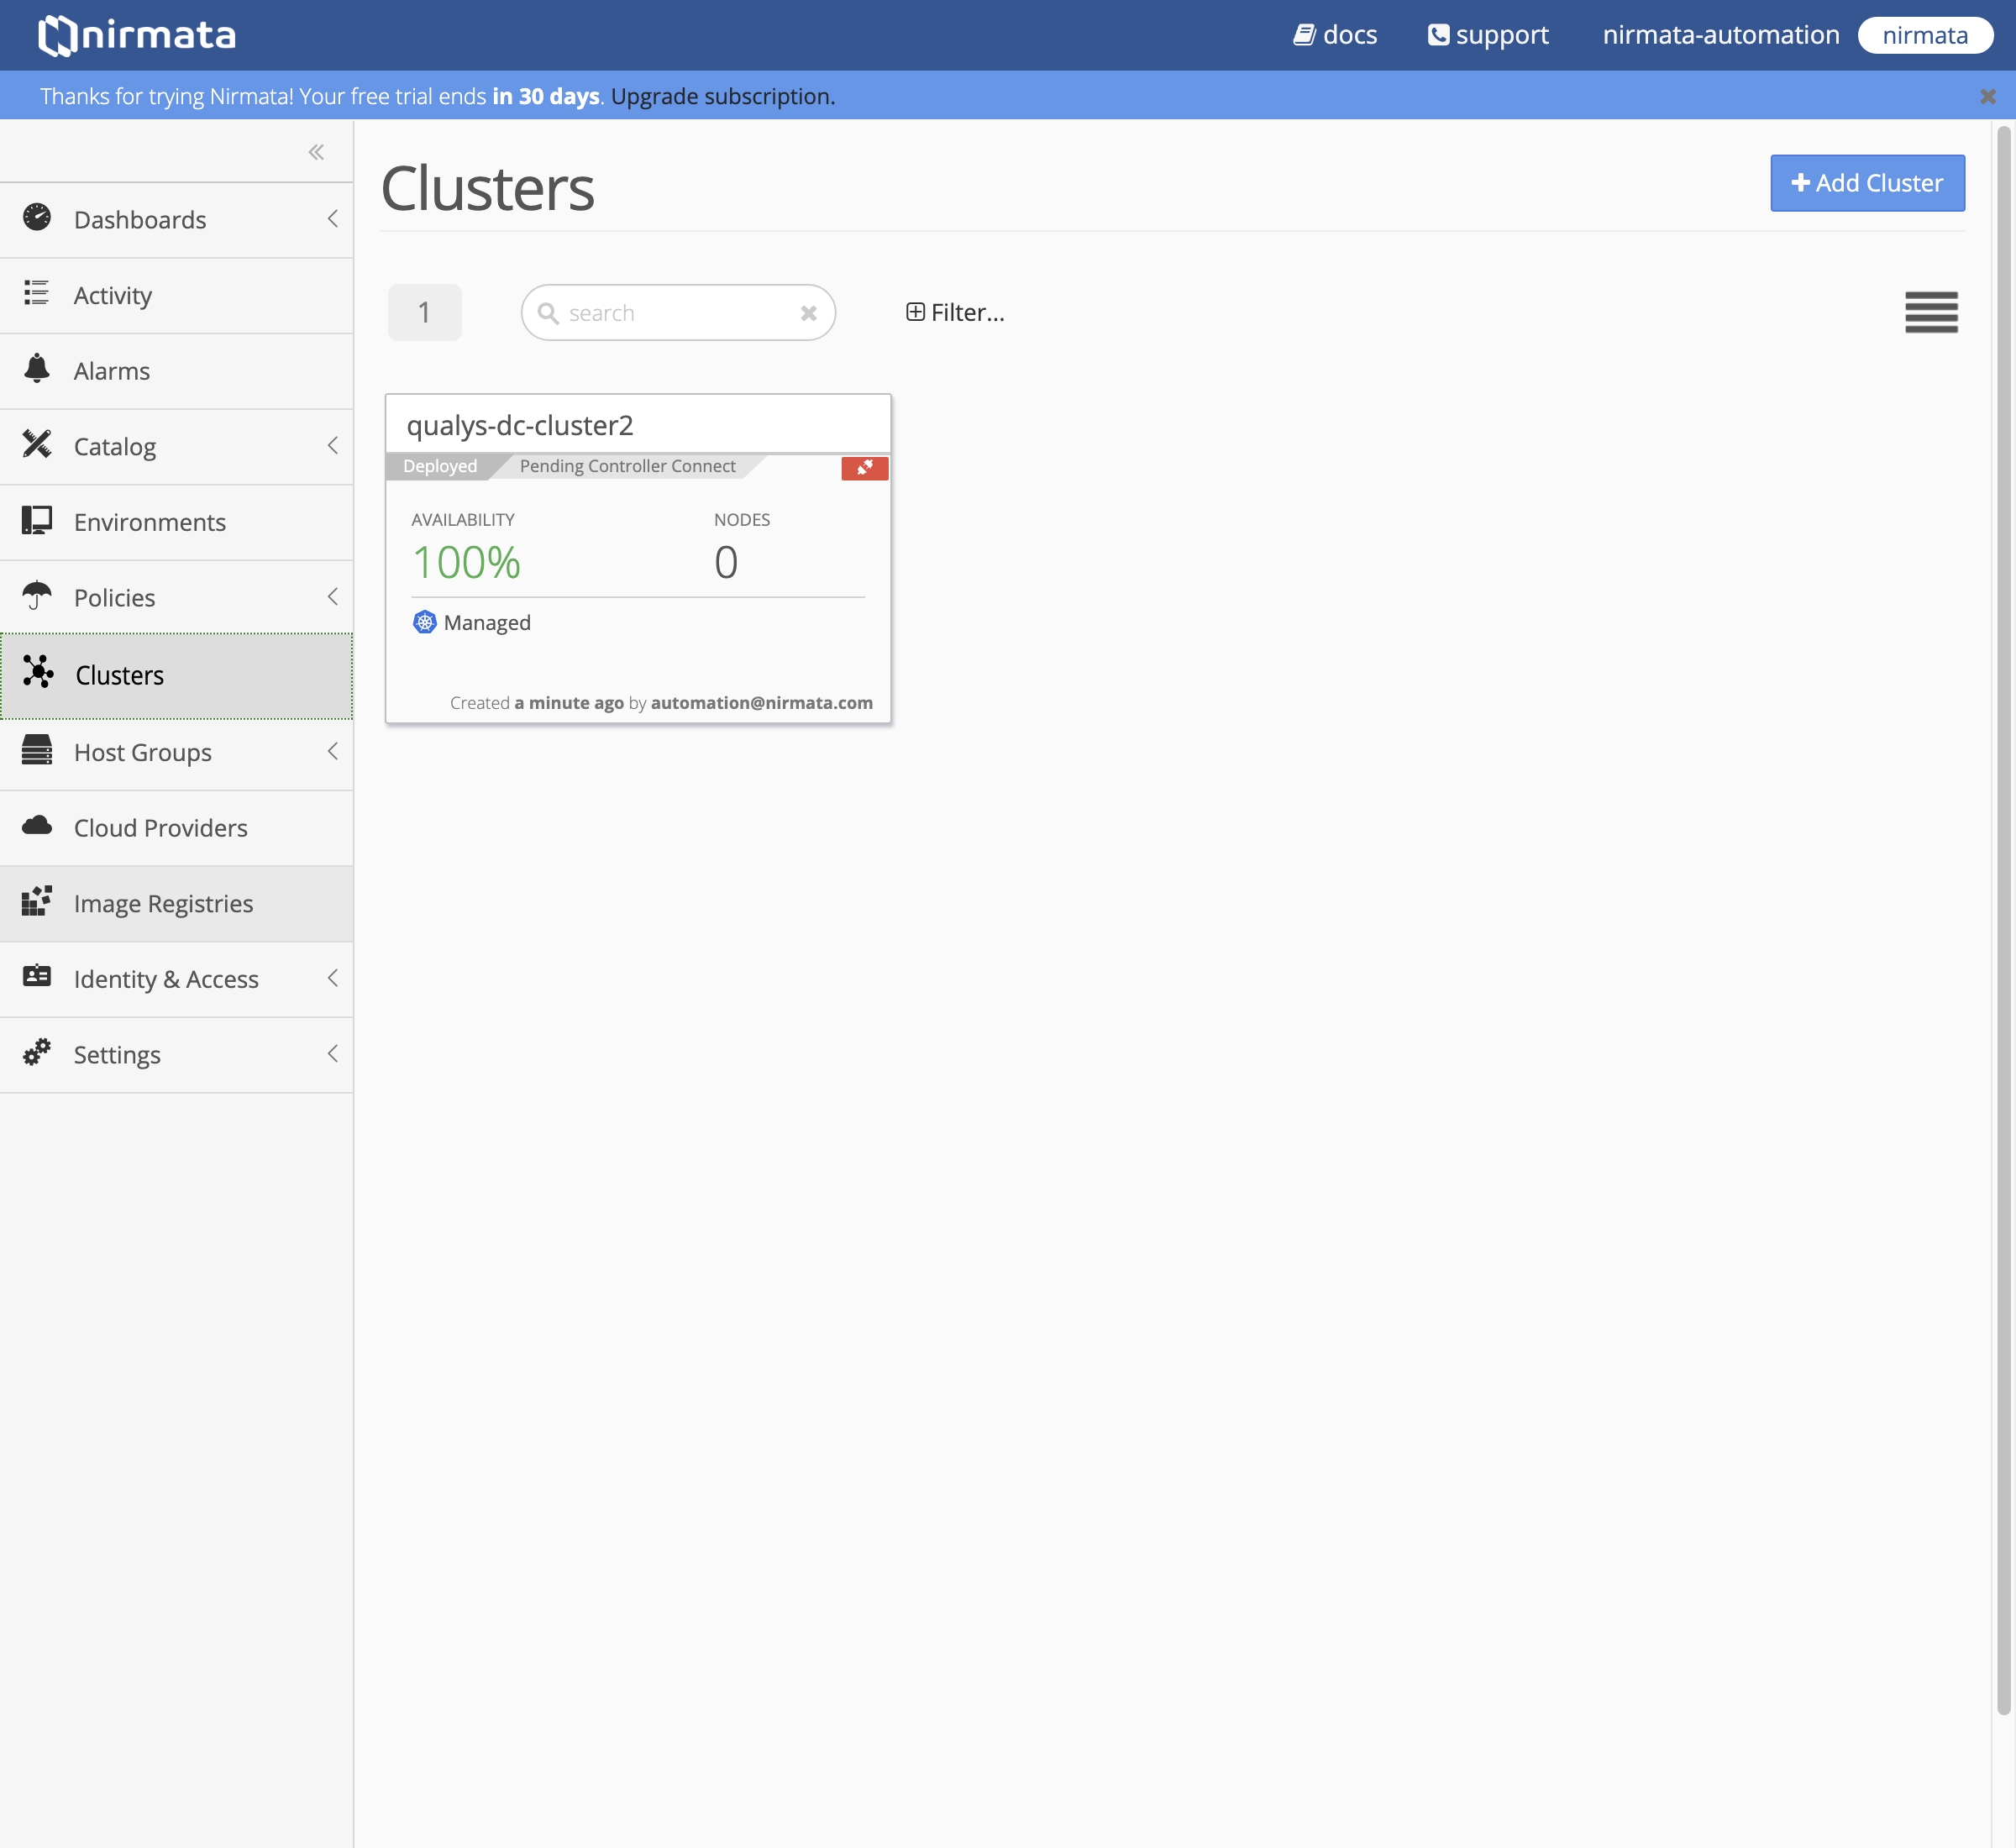 nirmata
docs
support
nirmata-automation
nirmata
Thanks for trying Nirmata! Your free trial ends in 30 days. Upgrade subscription.
Dashboards
Activity
Alarms
Catalog
Environments
Policies
Clusters
Host Groups
Cloud Providers
Image Registries
Identity & Access
Settings
Clusters
Add Cluster
1
search
Filter...
qualys-dc-cluster2
Deployed
Pending Controller Connect
AVAILABILITY
NODES
100%
0
Managed
Created a minute ago by automation@nirmata.com